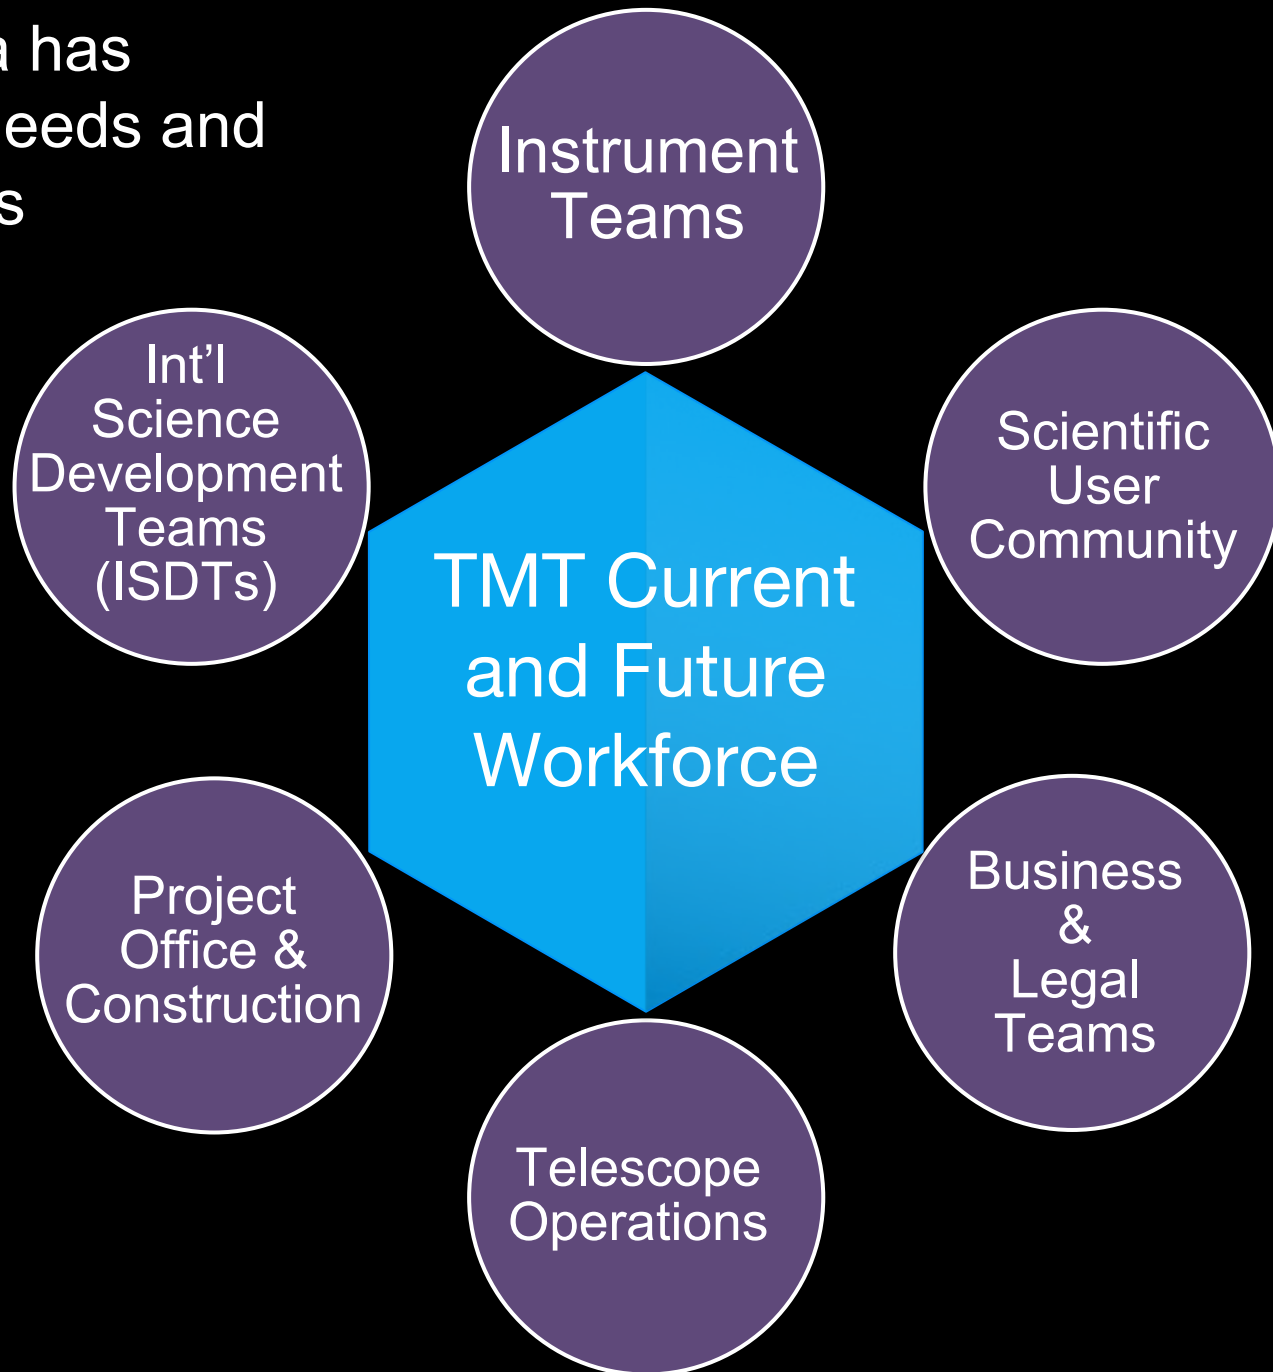 a has
eeds and
s
Instrument
Teams
Int'l
Science
Development
Teams
(ISDTs)
Scientific
User
Community
TMT Current
and Future
Workforce
Project
Office &
Construction
Business
&
Legal
Teams
Telescope
Operations